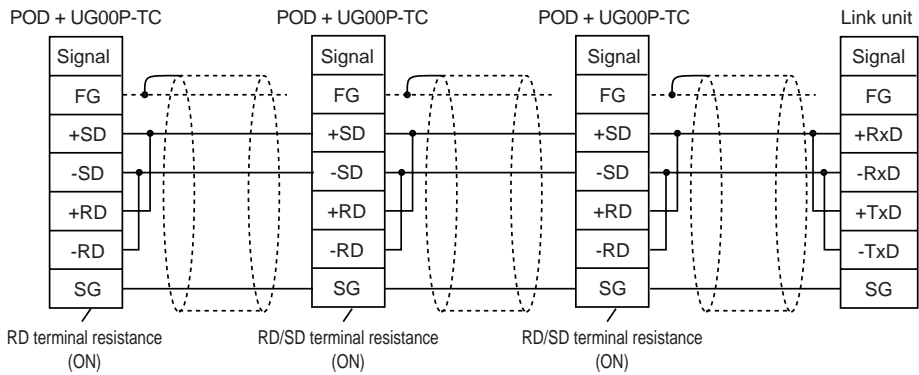 POD + UG00P-TC POD + UG00P-TC POD + UG00P-TC Link unit
Signal Signal Signal Signal
FG FG FG FG
+SD +SD +SD +RxD
-SD -SD -SD -RxD
+RD +RD +RD +TxD
-RD -RD -RD -TxD
SG SG SG SG
RD terminal resistance RD/SD terminal resistance RD/SD terminal resistance
(ON) (ON) (ON)